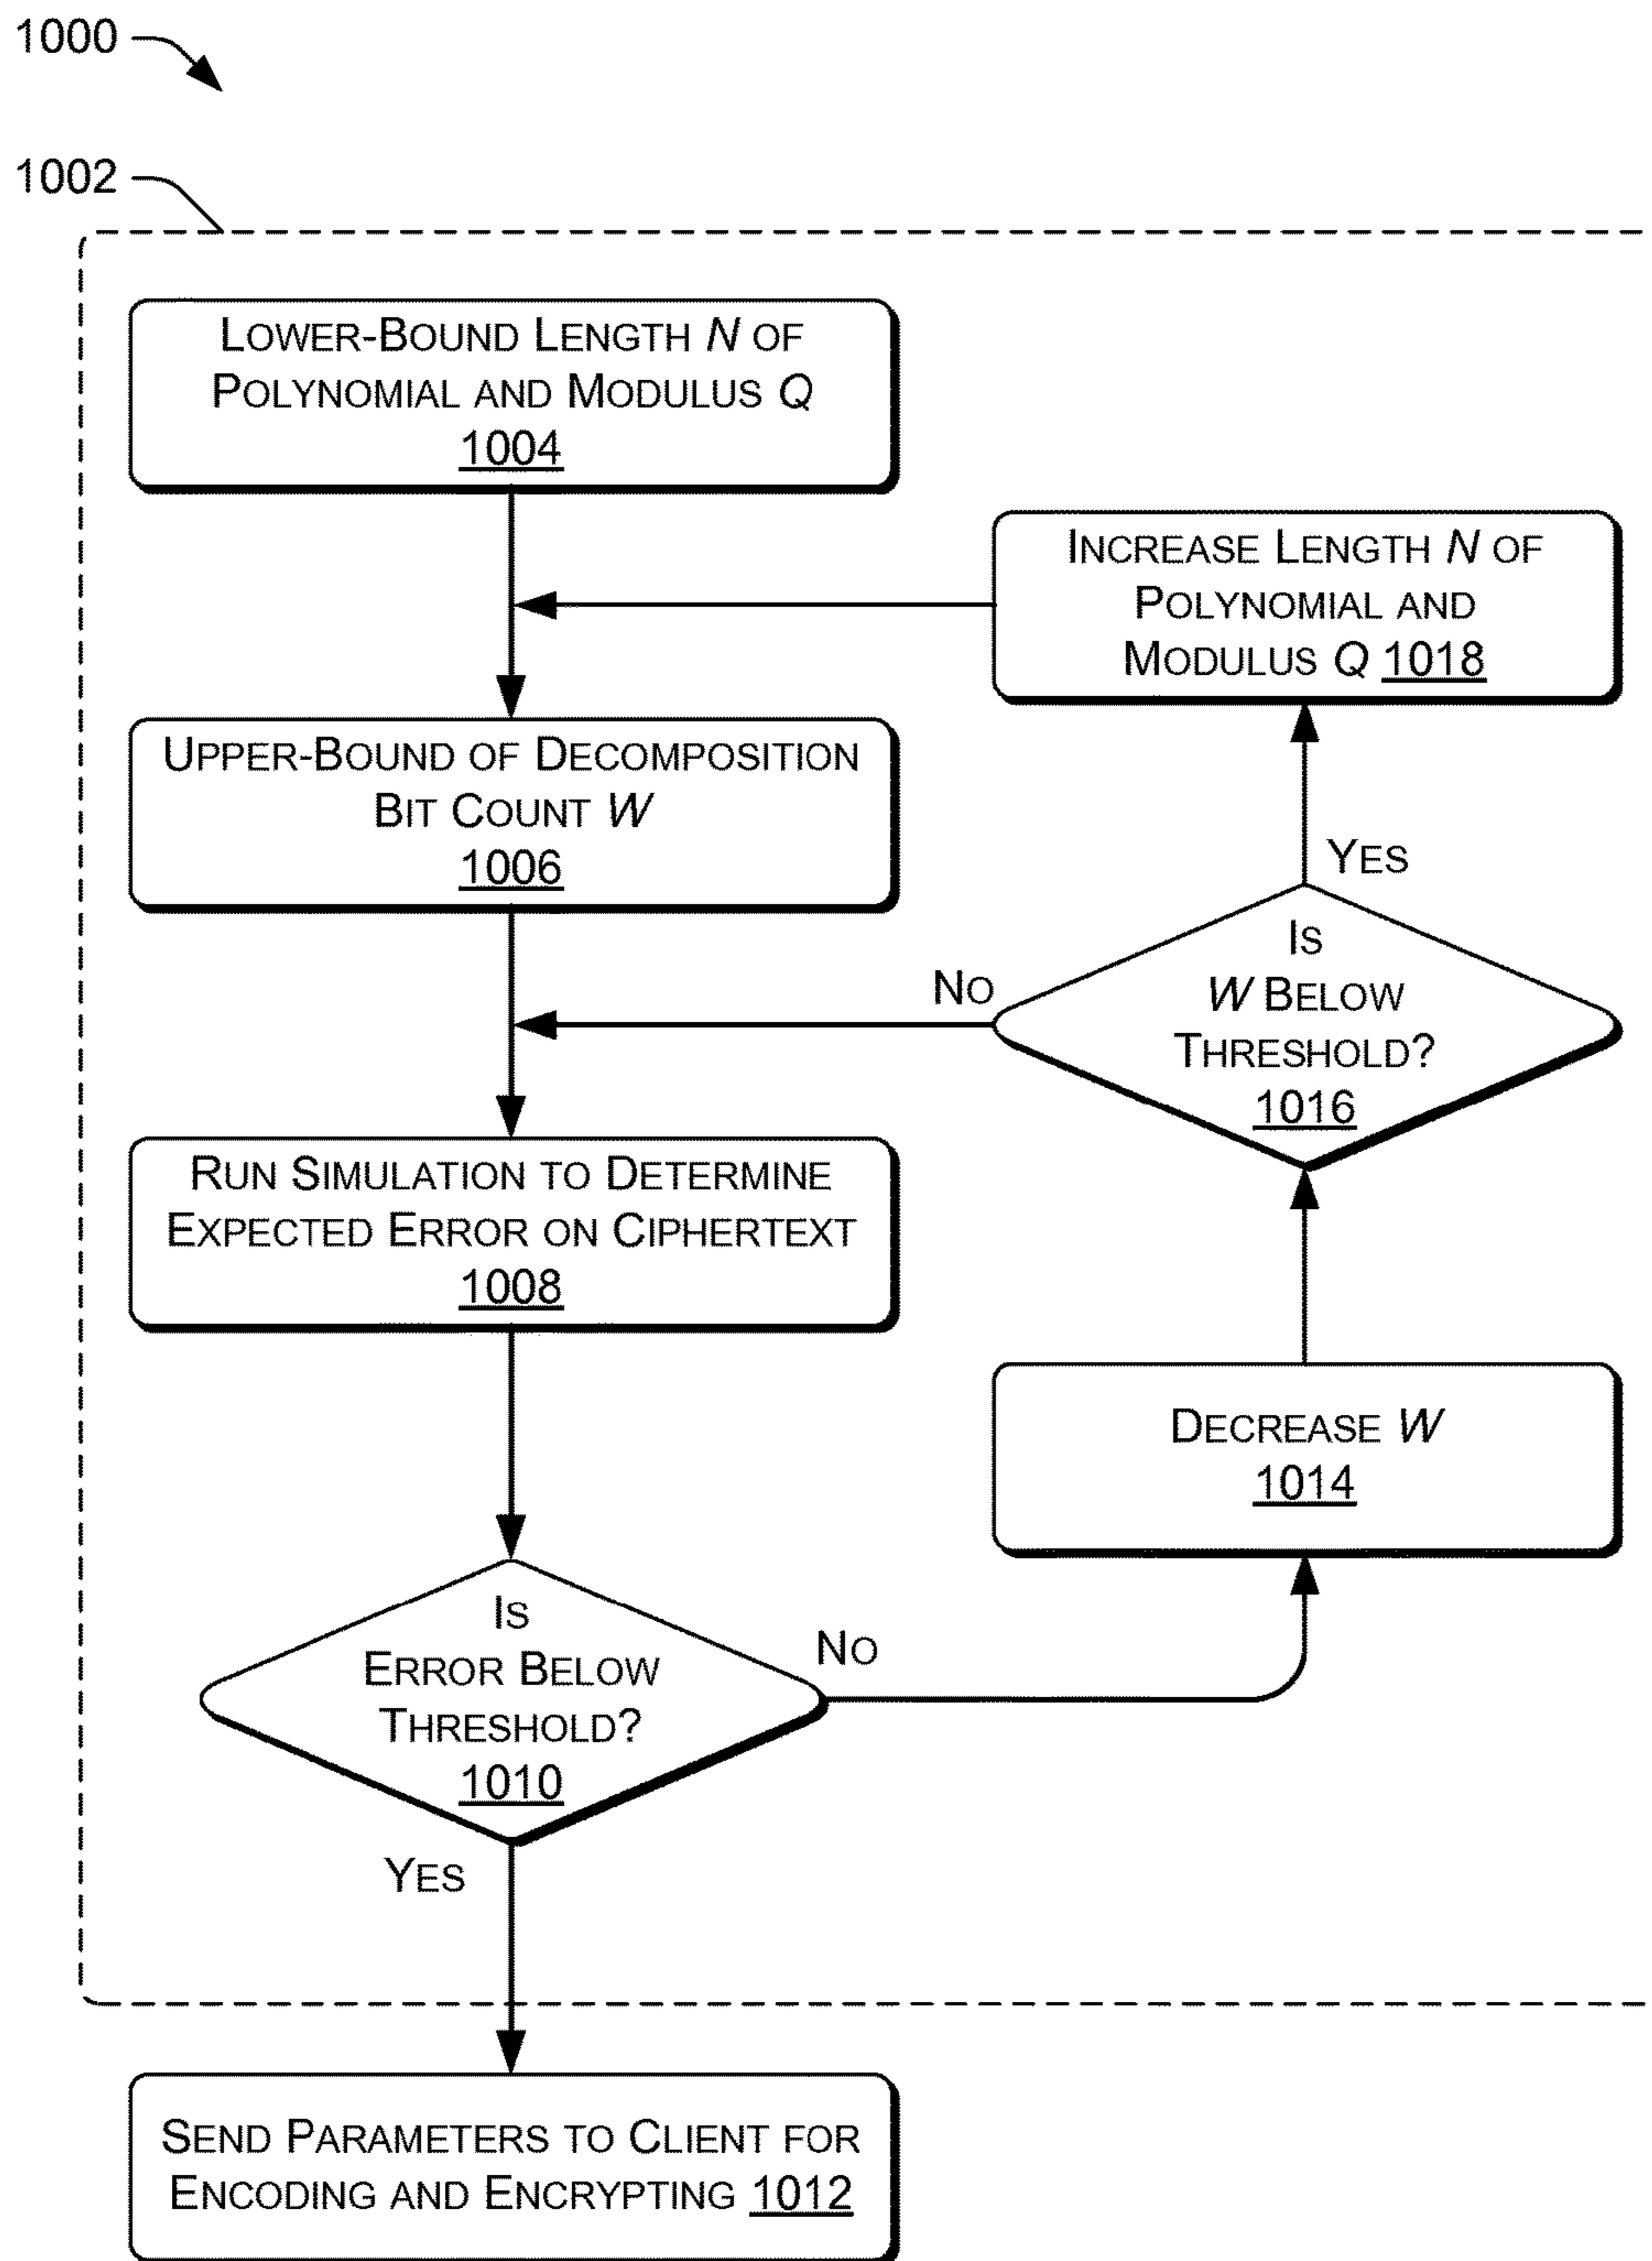 1000
1002
LOWER-BOUND LENGTH N OF
POLYNOMIAL AND MODULUS Q
1004
INCREASE LENGTH N OF
POLYNOMIAL AND
MODULUS Q 1018
UPPER-BOUND OF DECOMPOSITION
BIT COUNT W
1006
YES
IS
W BELOW
THRESHOLD?
1016
NO
RUN SIMULATION TO DETERMINE
EXPECTED ERROR ON CIPHERTEXT
1008
DECREASE W
1014
IS
ERROR BELOW
THRESHOLD?
1010
NO
YES
SEND PARAMETERS TO CLIENT FOR
ENCODING AND ENCRYPTING 1012